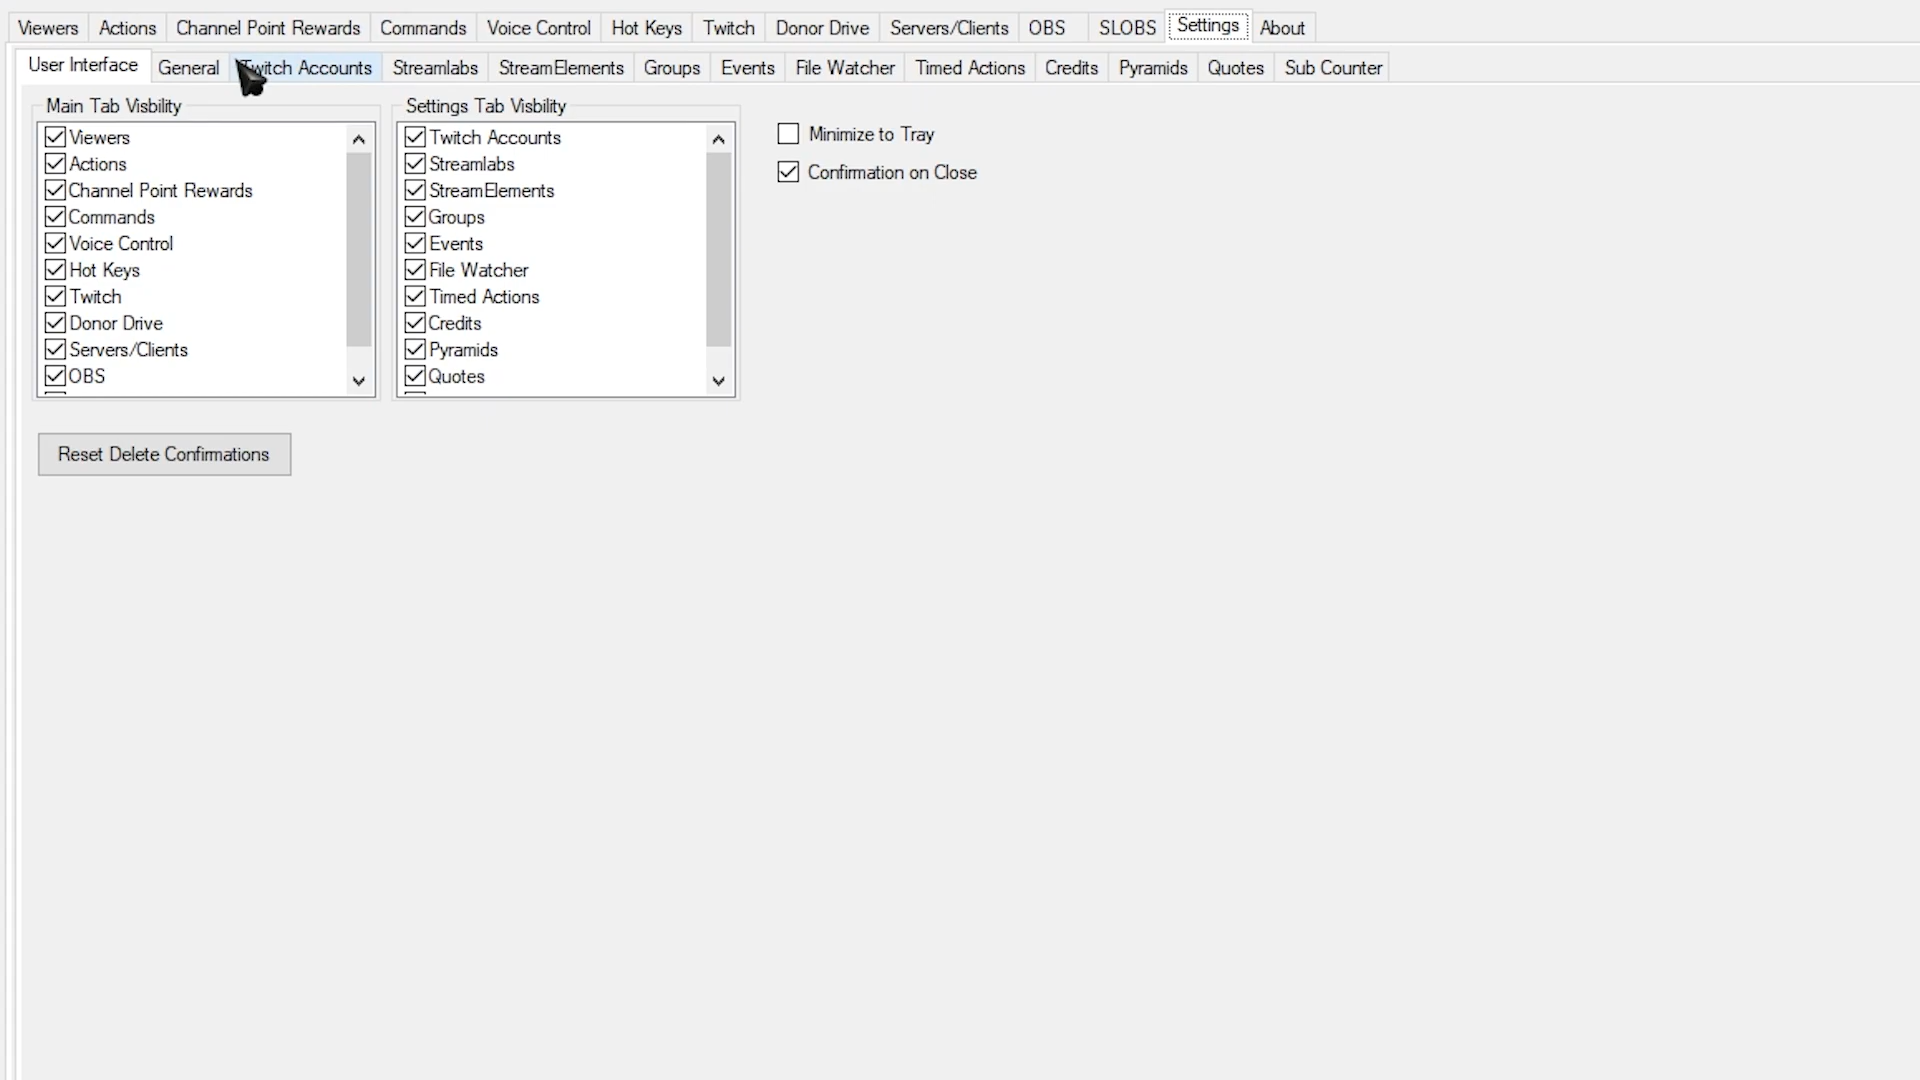 Viewers Actions Channel Point Rewards Commands Voice Control Hot Keys Twitch Donor Drive Servers/Clients OBS SLOBS Settings About
User Interface General Twitch Accounts Streamlabs StreamElements Groups Events File Watcher Timed Actions Credits Pyramids Quotes Sub Counter
Main Tab Visbility
Viewers
Actions
Channel Point Rewards
Commands
Voice Control
Hot Keys
Twitch
Donor Drive
Servers/Clients
OBS
Settings Tab Visbility
Twitch Accounts
Streamlabs
StreamElements
Groups
Events
File Watcher
Timed Actions
Credits
Pyramids
Quotes
Minimize to Tray
Confirmation on Close
Reset Delete Confirmations